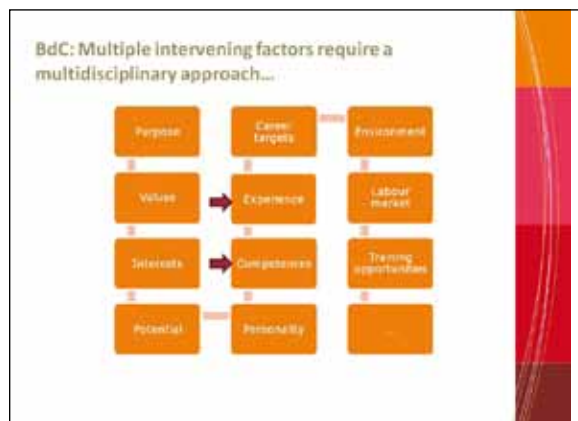 BdC: Multiple intervening factors require a
multidisciplinary approach...
Purpose
Career
targets
Environment
Values
Experience
Labour
market
Interests
Competences
Training
opportunities
Potential
Personality
...